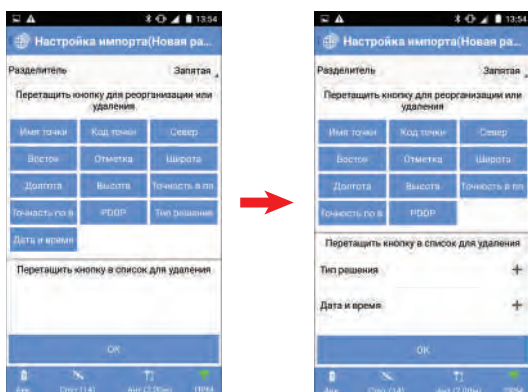 13:54
Настройка импорта(Новая ра...
Разделитель Запятая
Перетащить кнопку для реорганизации или
удаления
Имя точки Код точки Север
Восток Отметка Широта
Долгота Высота Точность в пл
Точность по в PDOP Тип решения
Дата и время
Перетащить кнопку в список для удаления
OK
13:54
Настройка импорта(Новая ра...
Разделитель Запятая
Перетащить кнопку для реорганизации или
удаления
Имя точки Код точки Север
Восток Отметка Широта
Долгота Высота Точность в пл
Точность по в PDOP
Перетащить кнопку в список для удаления
Тип решения +
Дата и время +
OK